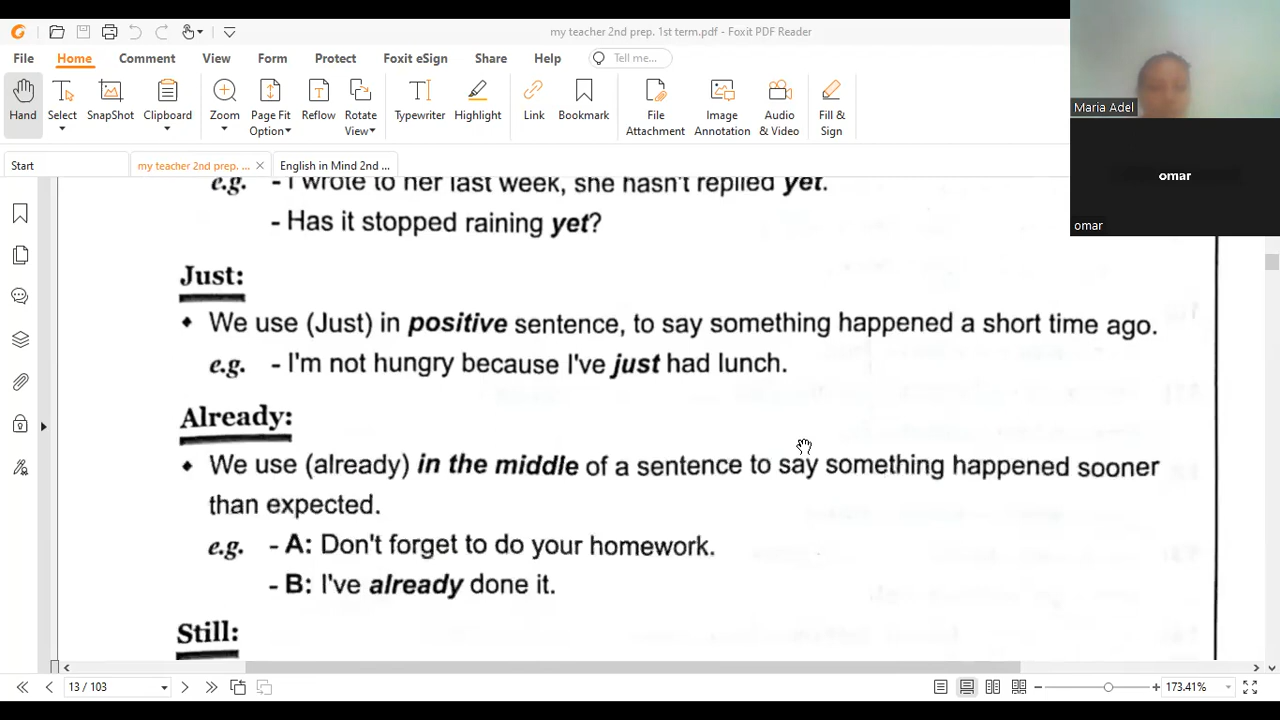 my teacher 2nd prep. 1st term.pdf - Foxit PDF Reader
File Home Comment View Form Protect Foxit eSign Share Help Tell me...
Hand Select SnapShot Clipboard Zoom Page Fit Option Reflow Rotate View Typewriter Highlight Link Bookmark File Attachment Image Annotation Audio & Video Fill & Sign
Start my teacher 2nd prep. ... English in Mind 2nd ...
Maria Adel
omar
omar
e.g. - I wrote to her last week, she hasn't replied yet.
- Has it stopped raining yet?
Just:
We use (Just) in positive sentence, to say something happened a short time ago.
e.g. - I'm not hungry because I've just had lunch.
Already:
We use (already) in the middle of a sentence to say something happened sooner
than expected.
e.g. - A: Don't forget to do your homework.
- B: I've already done it.
Still:
13 / 103
173.41%